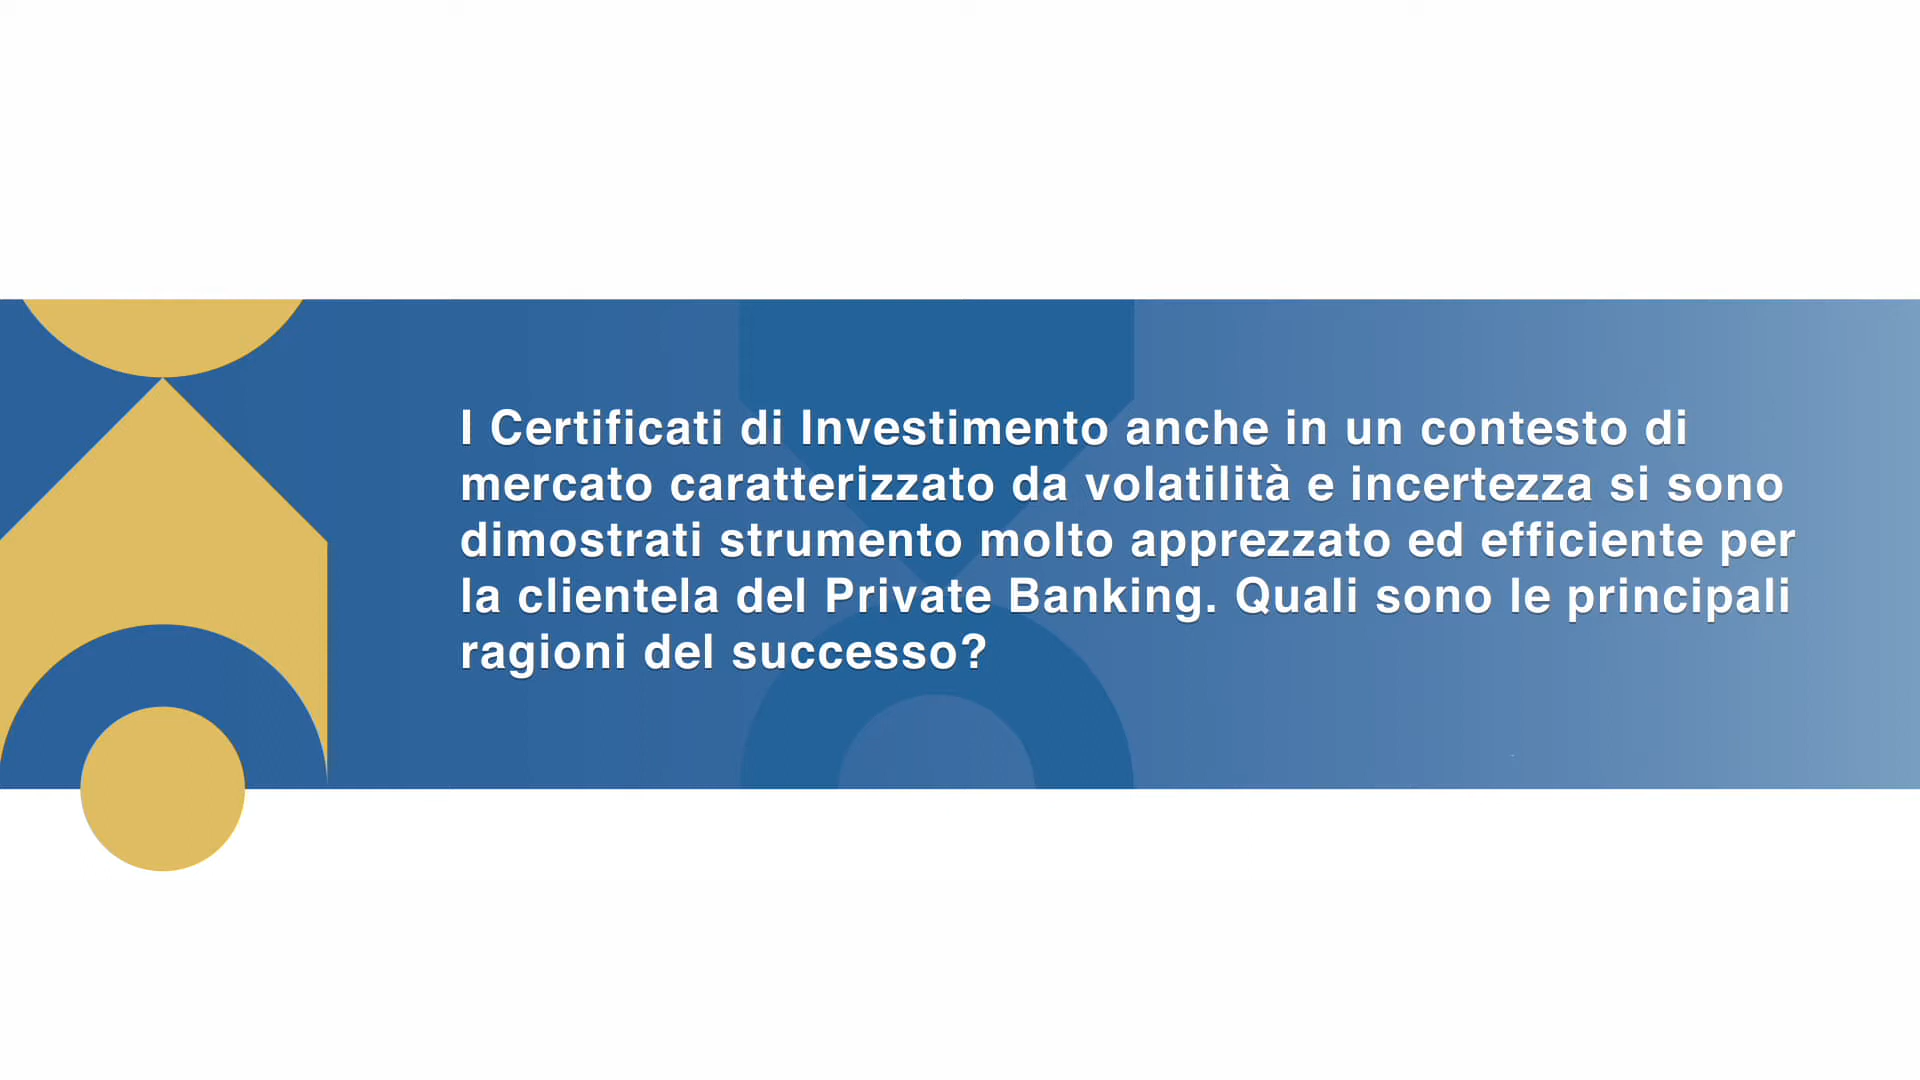 I Certificati di Investimento anche in un contesto di
mercato caratterizzato da volatilità e incertezza si sono
dimostrati strumento molto apprezzato ed efficiente per
la clientela del Private Banking. Quali sono le principali
ragioni del successo?